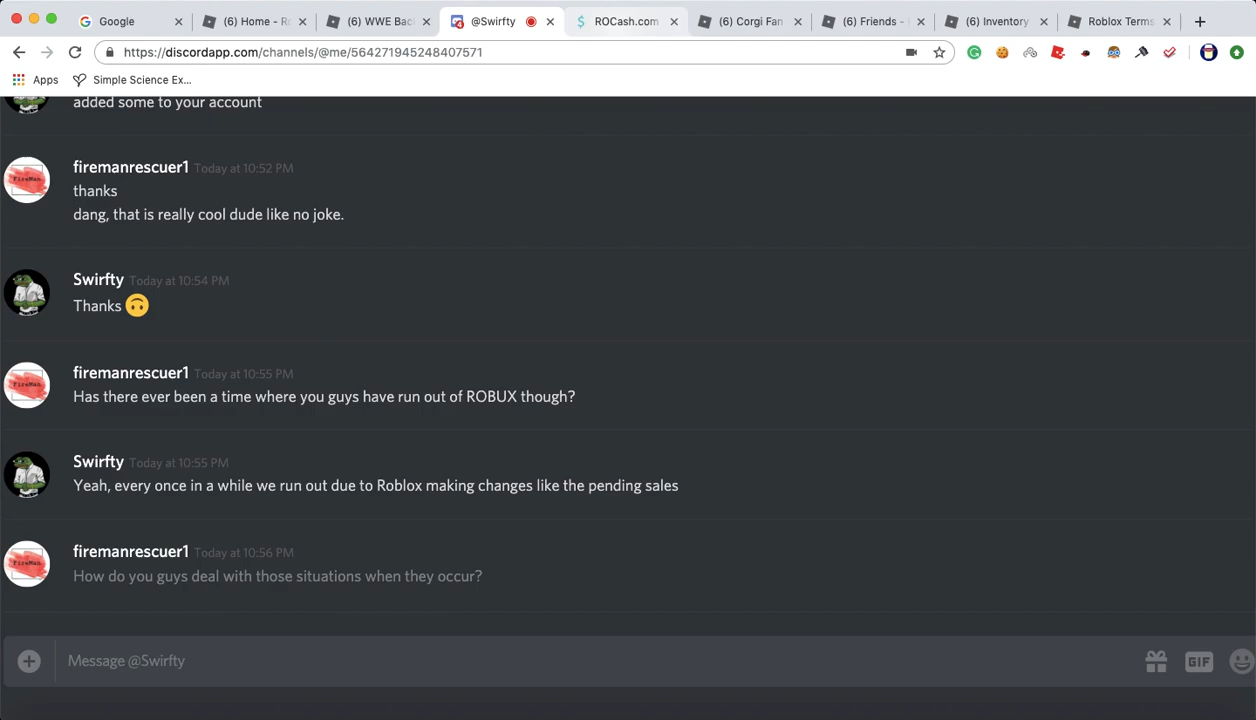 Google
(6) Home - Ro
(6) WWE Bac
@Swirfty
ROCash.com
(6) Corgi Fan
(6) Friends -
(6) Inventory
Roblox Terms
https://discordapp.com/channels/@me/564271945248407571
Apps
Simple Science Ex...
added some to your account
firemanrescuer1 Today at 10:52 PM
thanks
dang, that is really cool dude like no joke.
Swirfty Today at 10:54 PM
Thanks 🙃
firemanrescuer1 Today at 10:55 PM
Has there ever been a time where you guys have run out of ROBUX though?
Swirfty Today at 10:55 PM
Yeah, every once in a while we run out due to Roblox making changes like the pending sales
firemanrescuer1 Today at 10:56 PM
How do you guys deal with those situations when they occur?
Message @Swirfty
GIF